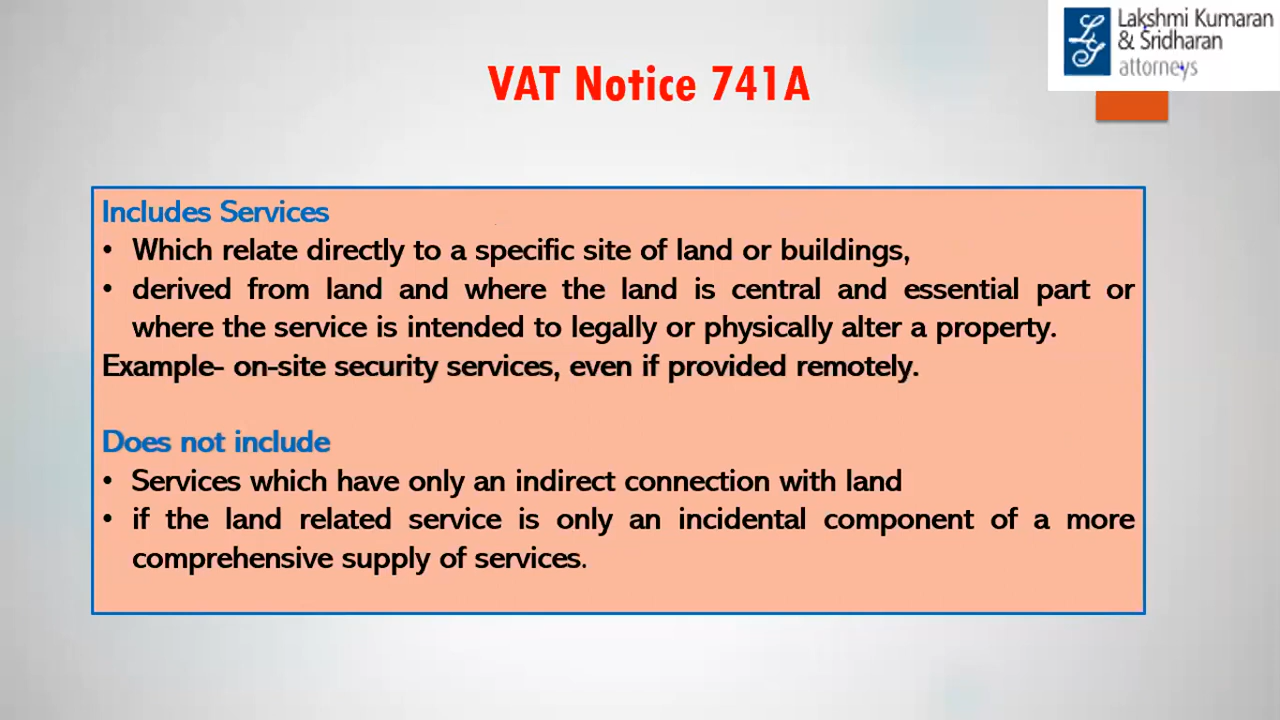 Lakshmi Kumaran
& Sridharan
attorneys
VAT Notice 741A
Includes Services
• Which relate directly to a specific site of land or buildings,
• derived from land and where the land is central and essential part or
where the service is intended to legally or physically alter a property.
Example- on-site security services, even if provided remotely.
Does not include
• Services which have only an indirect connection with land
• if the land related service is only an incidental component of a more
comprehensive supply of services.